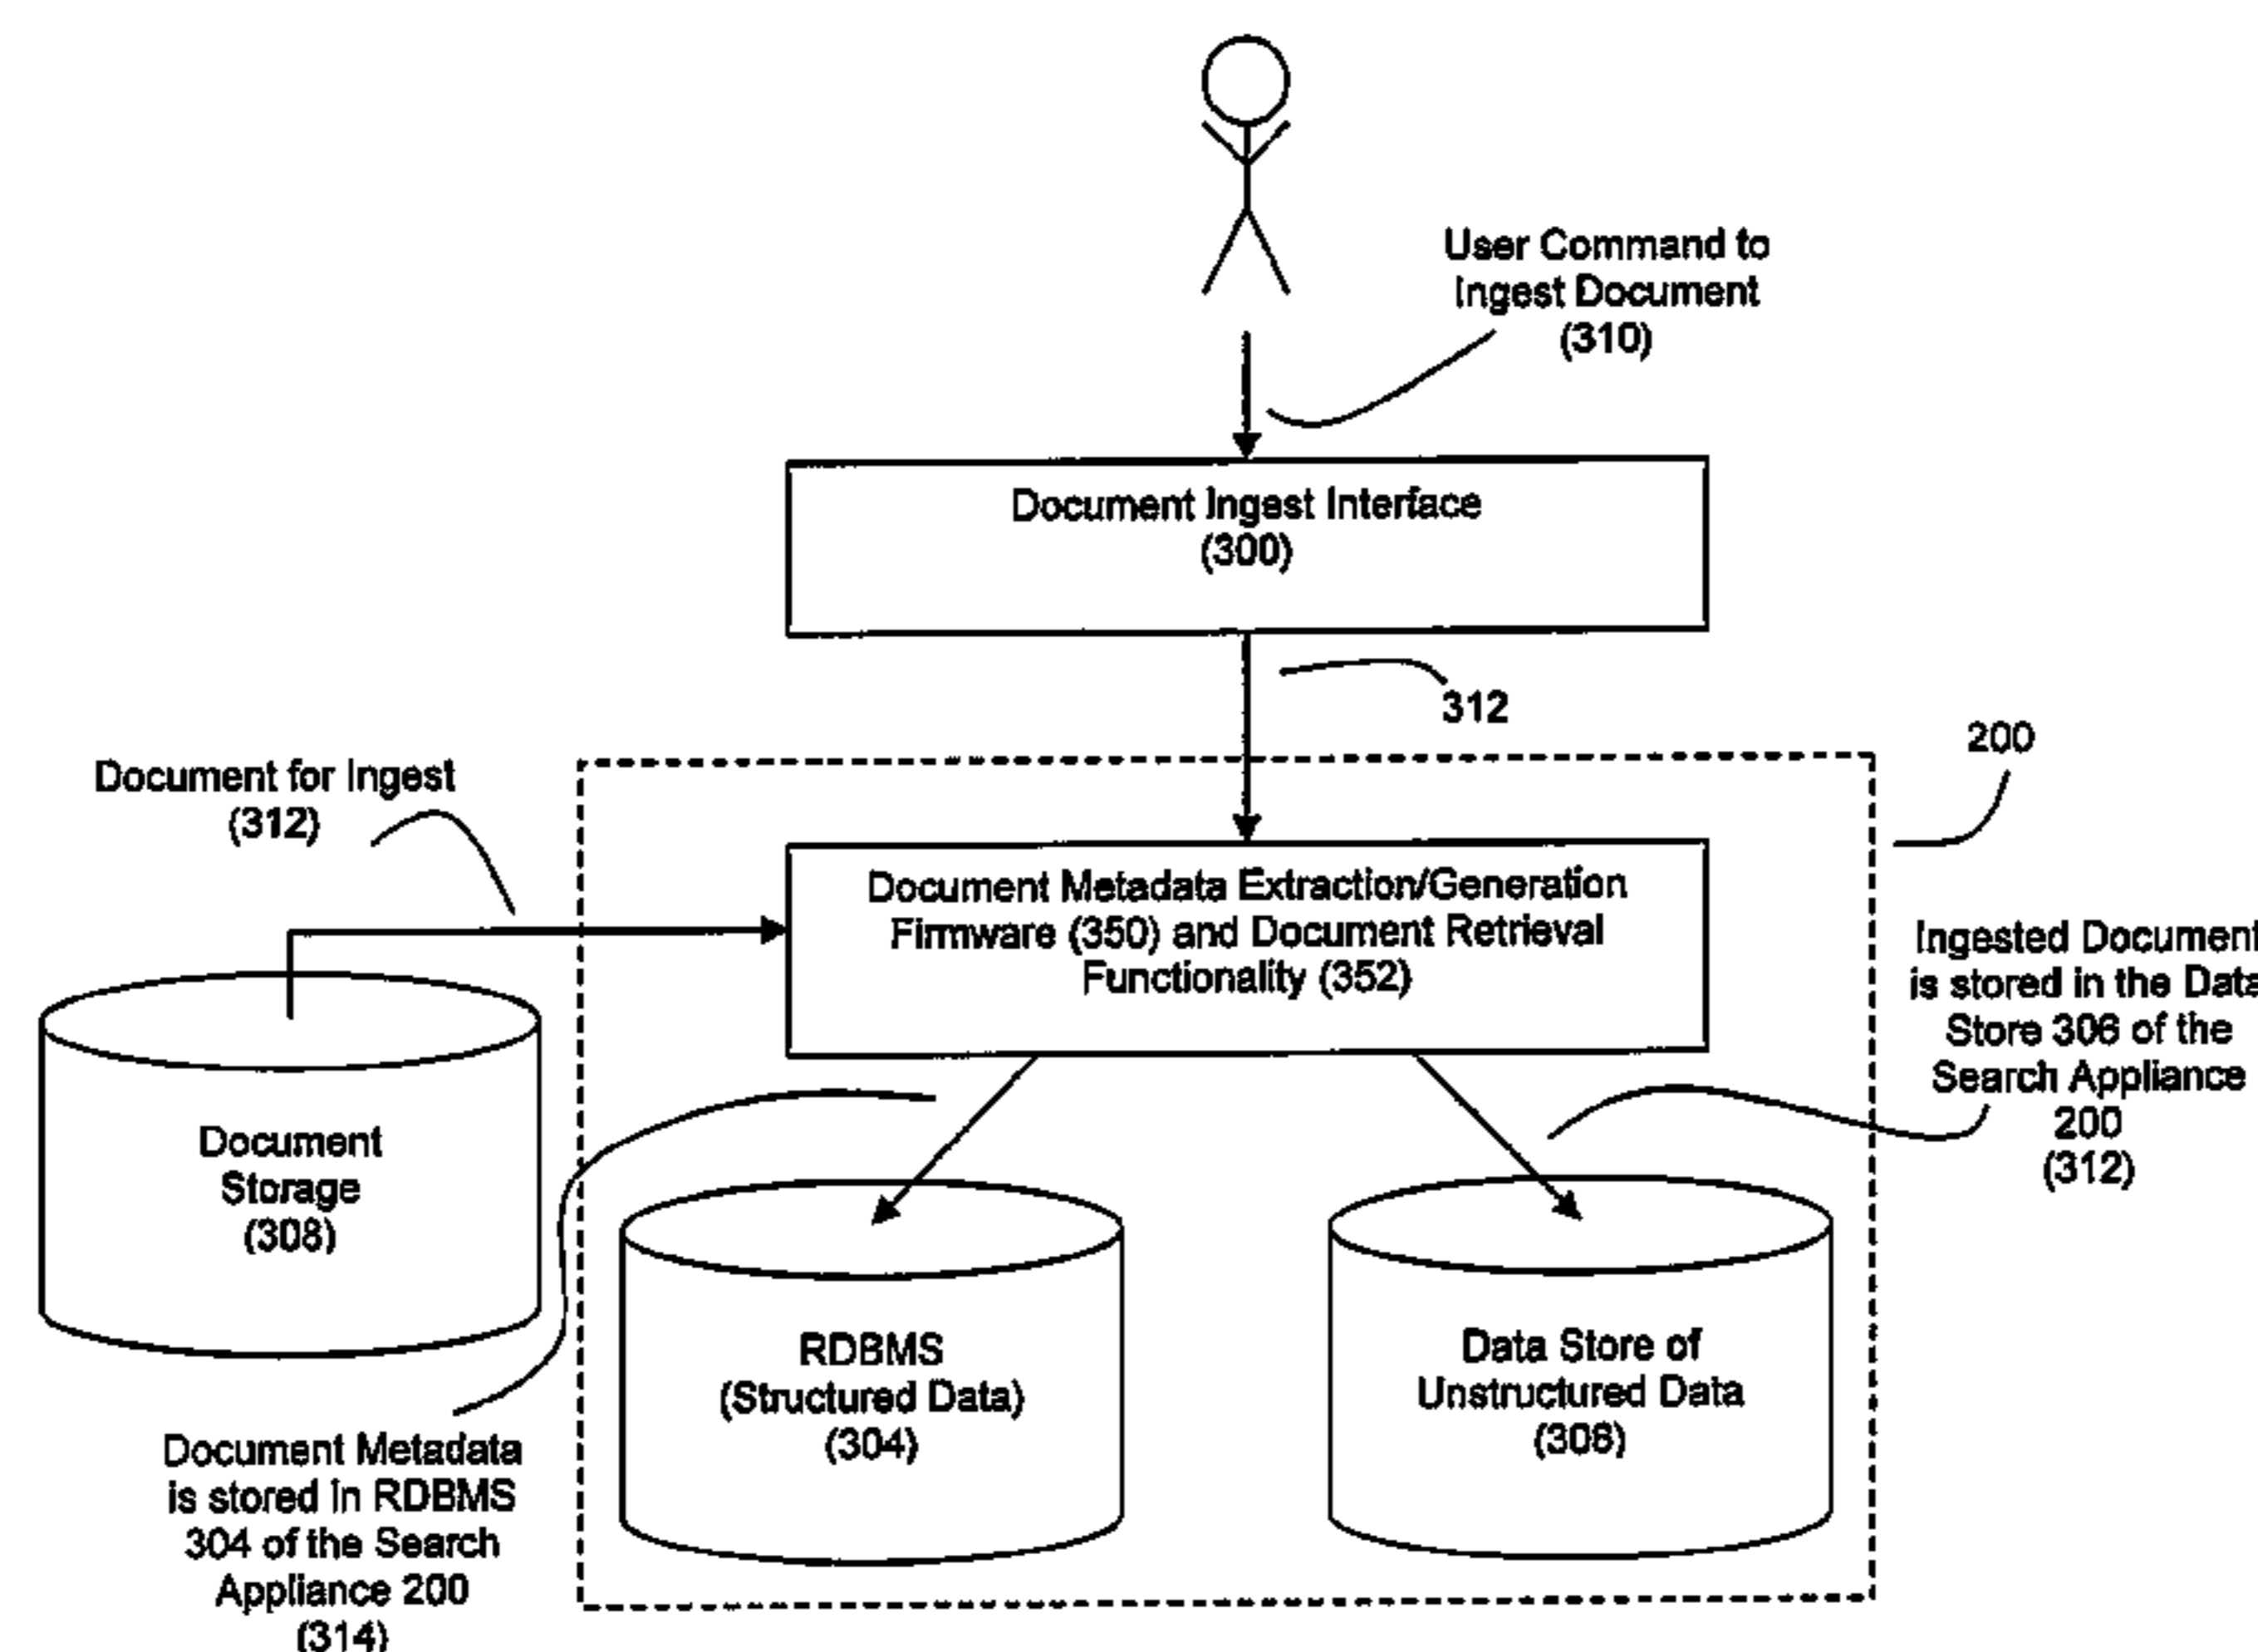 User Command to
Ingest Document
(310)
Document Ingest Interface
(300)
312
200
Document for Ingest
(312)
Document Metadata Extraction/Generation
Firmware (350) and Document Retrieval
Functionality (352)
Ingested Document
is stored in the Data
Store 306 of the
Search Appliance
200
(312)
Document
Storage
(308)
RDBMS
(Structured Data)
(304)
Data Store of
Unstructured Data
(306)
Document Metadata
is stored in RDBMS
304 of the Search
Appliance 200
(314)